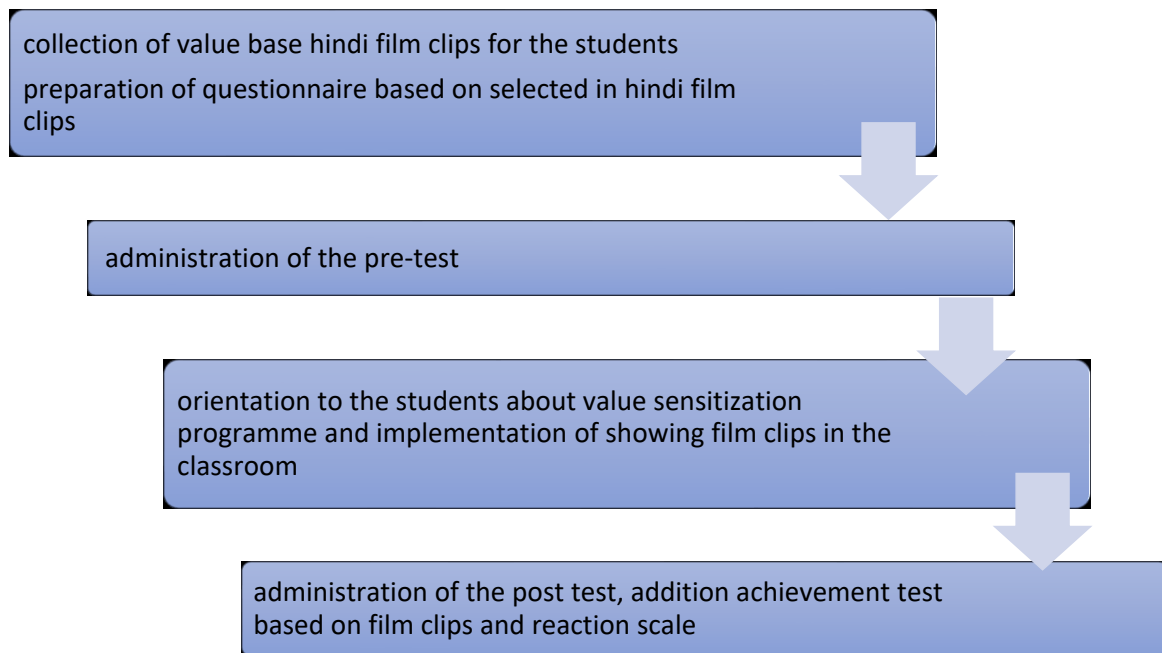 collection of value base hindi film clips for the students
preparation of questionnaire based on selected in hindi film
clips
administration of the pre-test
orientation to the students about value sensitization
programme and implementation of showing film clips in the
classroom
administration of the post test, addition achievement test
based on film clips and reaction scale